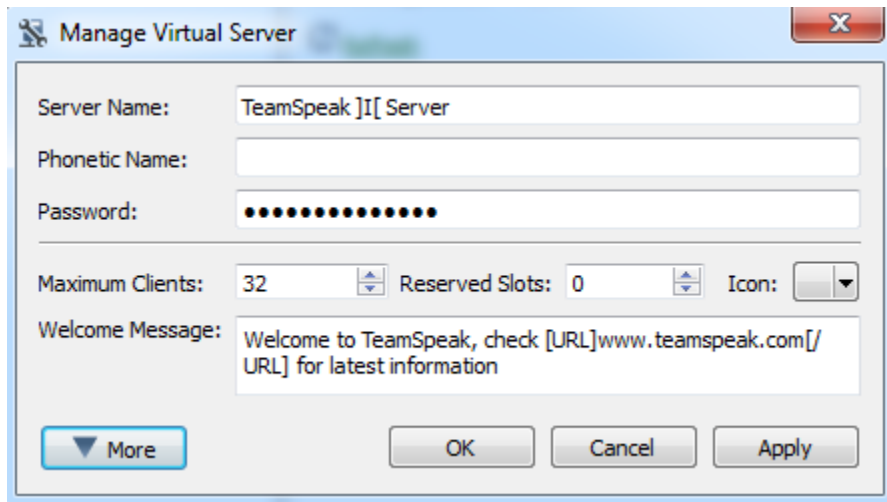 Manage Virtual Server
Server Name: TeamSpeak ]I[ Server
Phonetic Name:
Password: ●●●●●●●●●●●●●●
Maximum Clients: 32 Reserved Slots: 0 Icon:
Welcome Message: Welcome to TeamSpeak, check [URL]www.teamspeak.com[/
URL] for latest information
More OK Cancel Apply